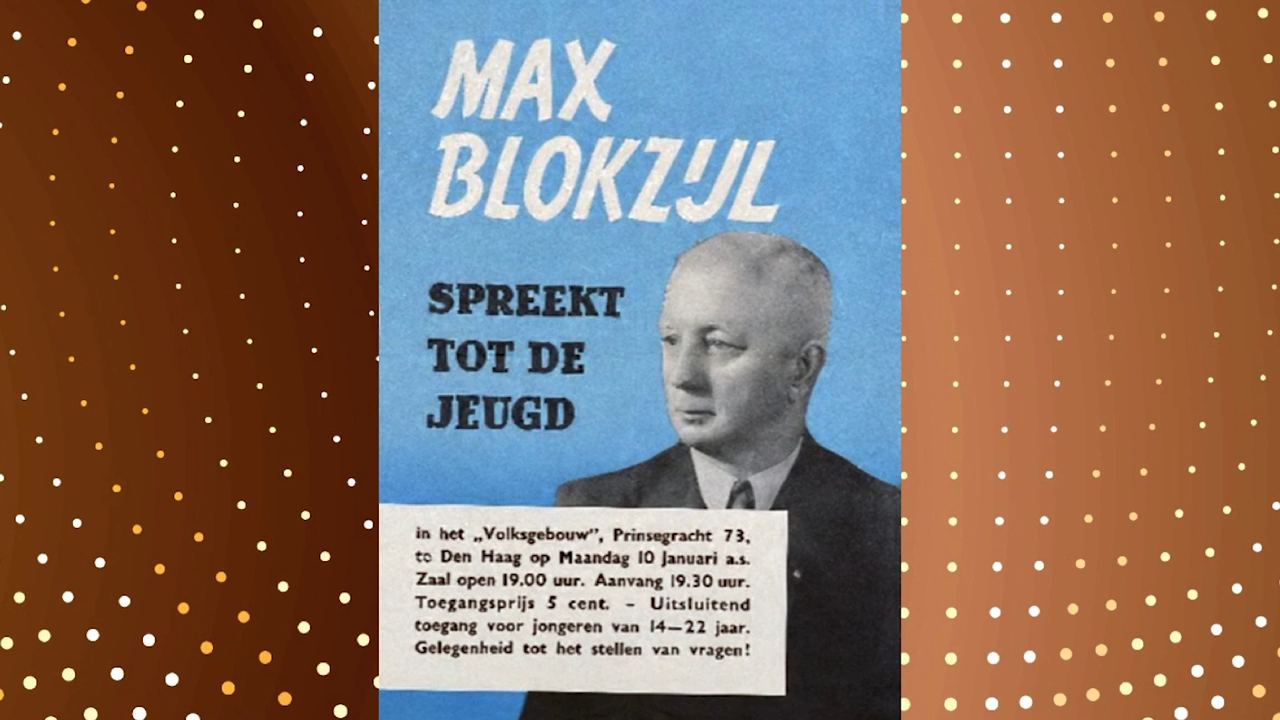 MAX
BLOKZIJL
SPREEKT
TOT DE
JEUGD
in het „Volksgebouw”, Prinsegracht 73,
te Den Haag op Maandag 10 Januari a.s.
Zaal open 19.00 uur. Aanvang 19.30 uur.
Toegangsprijs 5 cent. – Uitsluitend
toegang voor jongeren van 14—22 jaar.
Gelegenheid tot het stellen van vragen!